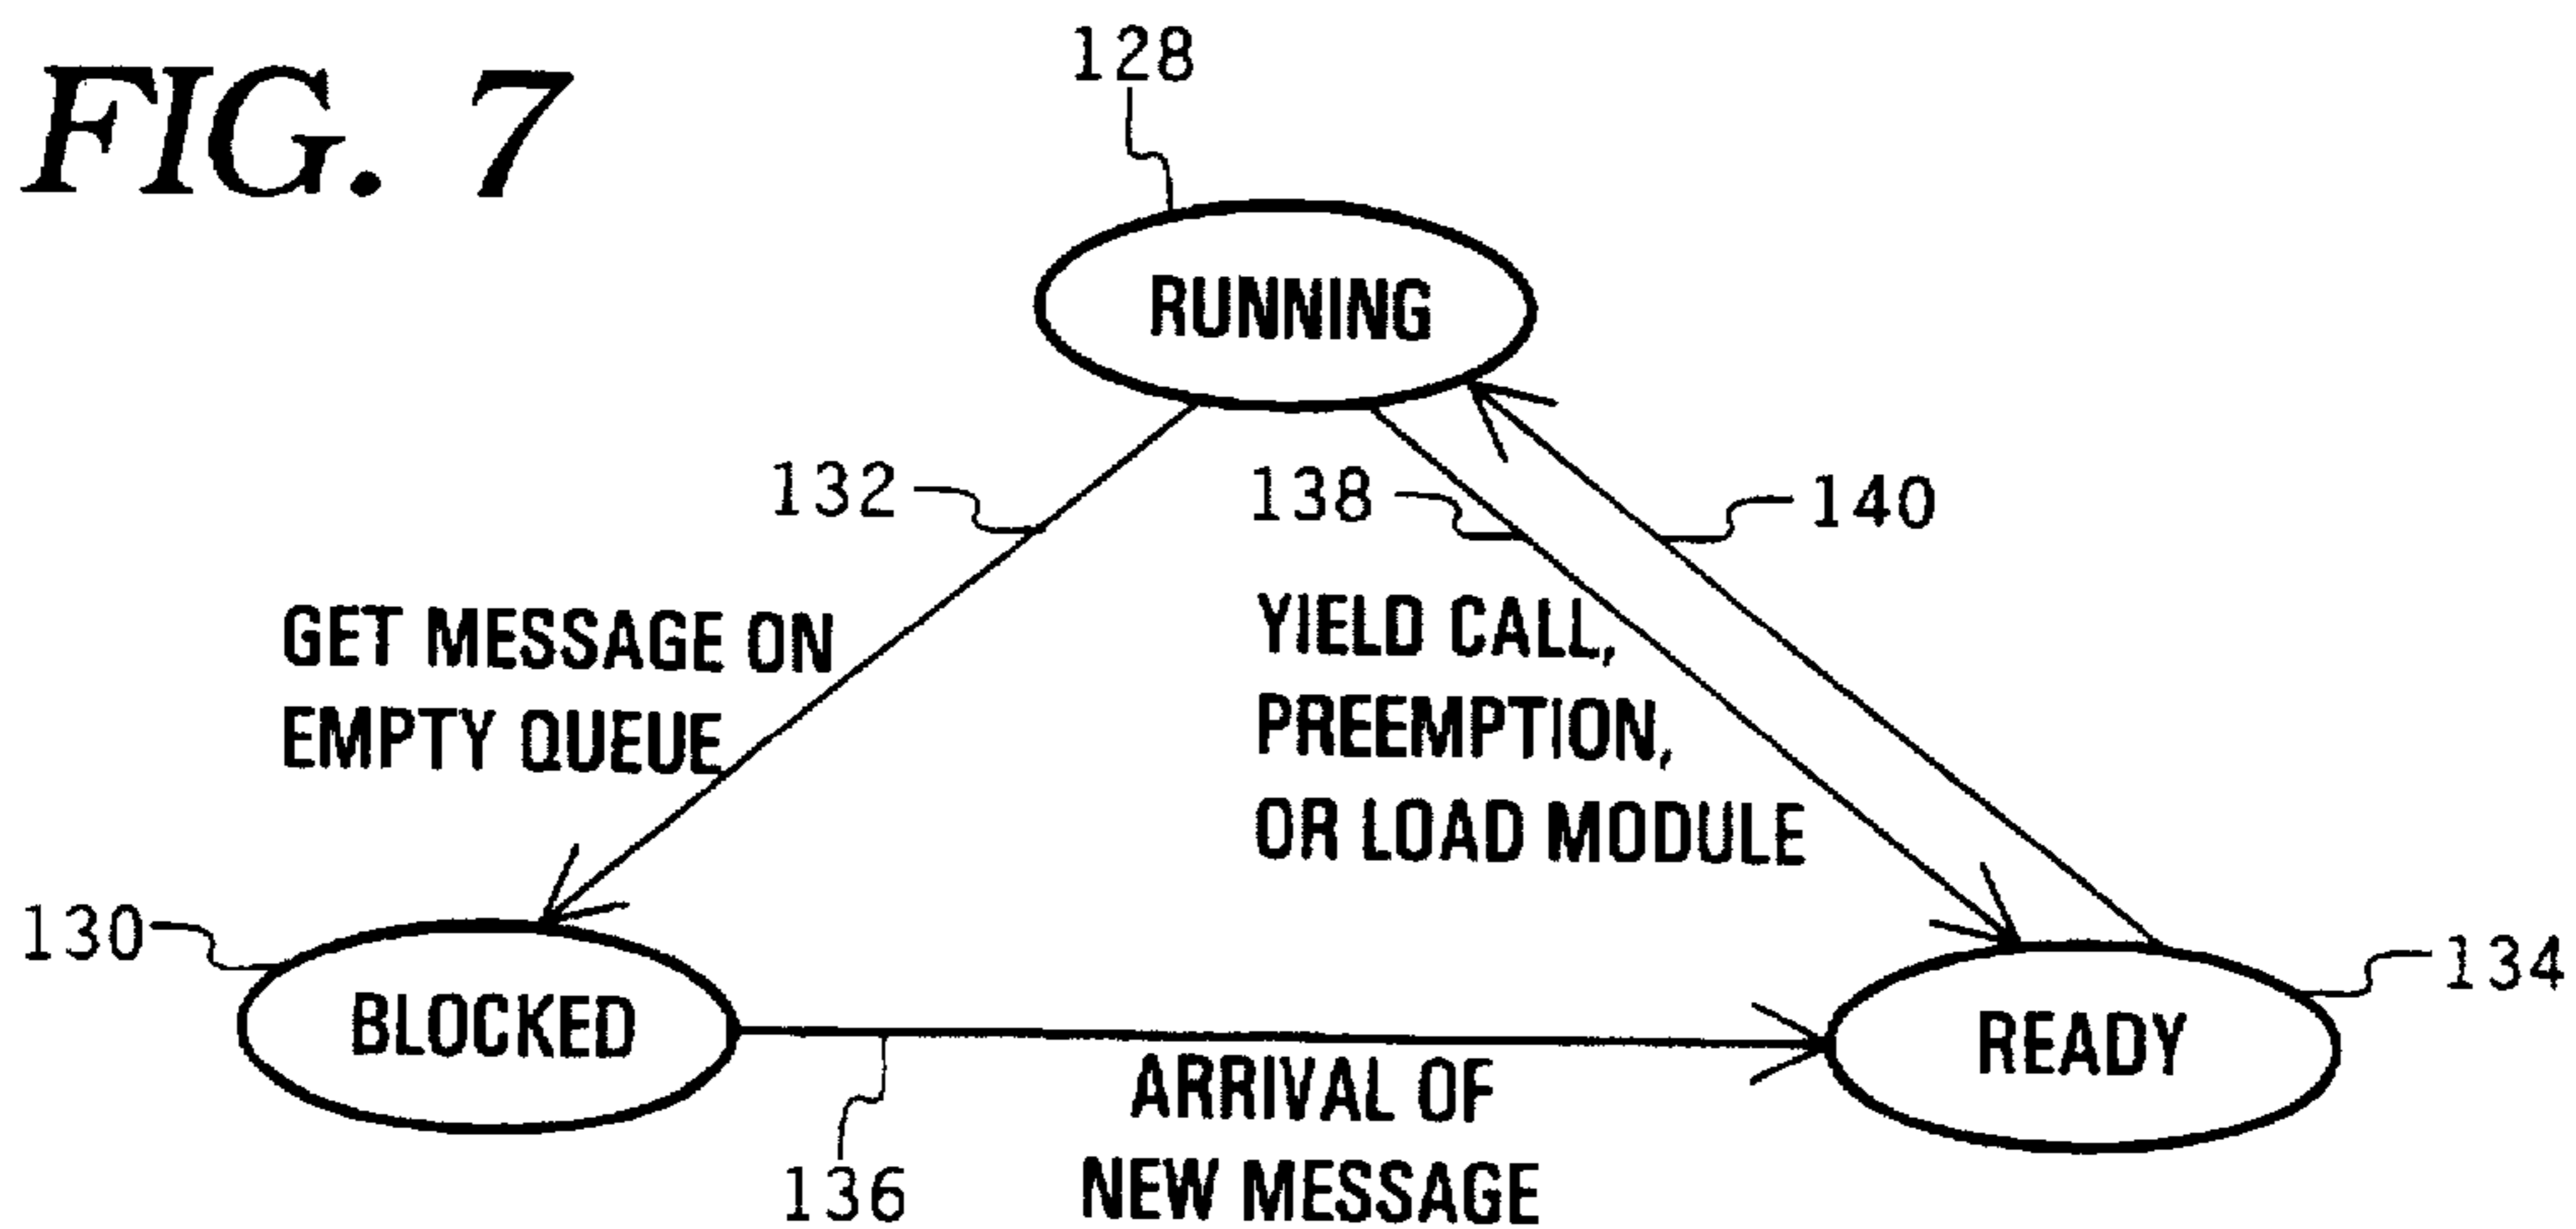 FIG. 7
128
RUNNING
132
138
140
GET MESSAGE ON
EMPTY QUEUE
YIELD CALL,
PREEMPTION,
OR LOAD MODULE
130
BLOCKED
134
READY
136
ARRIVAL OF
NEW MESSAGE